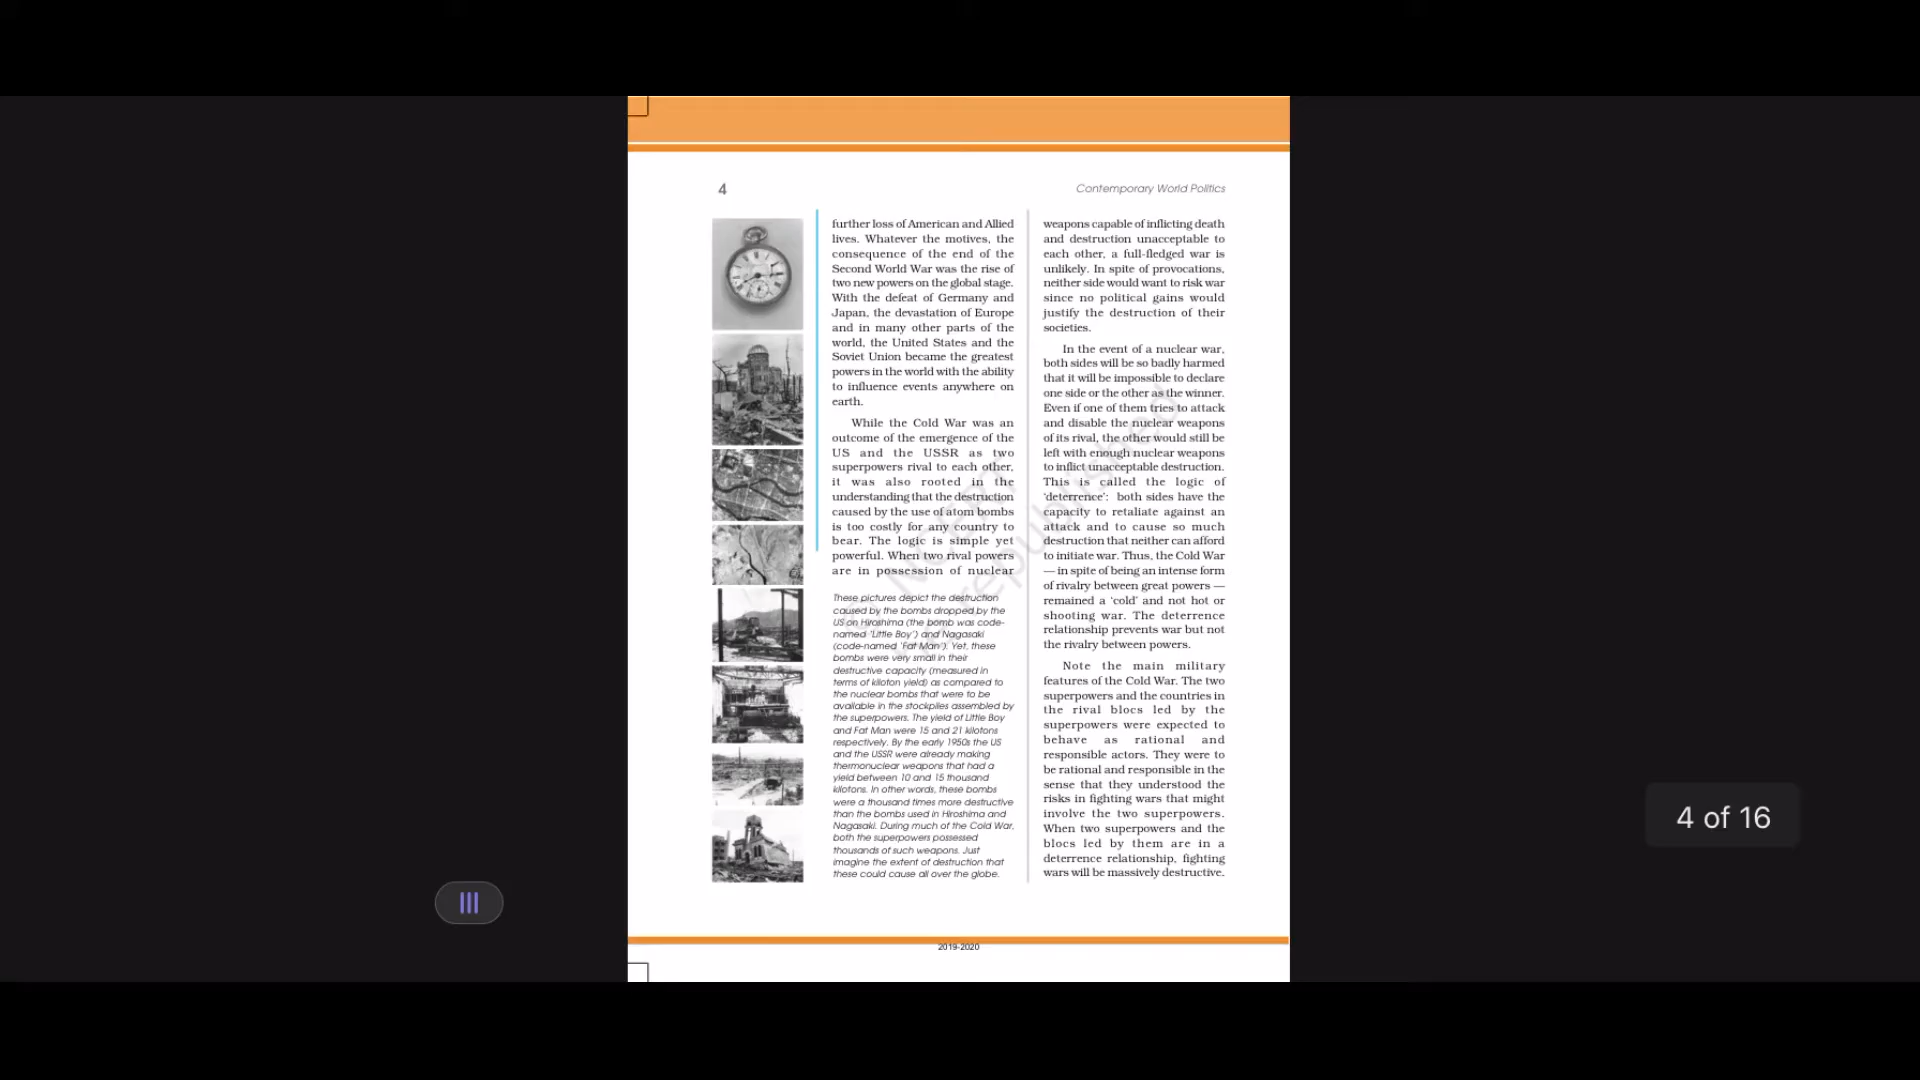 4
Contemporary World Politics
further loss of American and Allied
lives. Whatever the motives, the
consequence of the end of the
Second World War was the rise of
two new powers on the global stage.
With the defeat of Germany and
Japan, the devastation of Europe
and in many other parts of the
world, the United States and the
Soviet Union became the greatest
powers in the world with the ability
to influence events anywhere on
earth.
While the Cold War was an
outcome of the emergence of the
US and the USSR as two
superpowers rival to each other,
it was also rooted in the
understanding that the destruction
caused by the use of atom bombs
is too costly for any country to
bear. The logic is simple yet
powerful. When two rival powers
are in possession of nuclear
These pictures depict the destruction
caused by the bombs dropped by the
US on Hiroshima (the bomb was code-
named ‘Little Boy’) and Nagasaki
(code-named ‘Fat Man’). Yet, these
bombs were very small in their
destructive capacity (measured in
terms of kiloton yield) as compared to
the nuclear bombs that were to be
available in the stockpiles assembled by
the superpowers. The yield of Little Boy
and Fat Man were 15 and 21 kilotons
respectively. By the early 1950s the US
and the USSR were already making
thermonuclear weapons that had a
yield between 10 and 15 thousand
kilotons. In other words, these bombs
were a thousand times more destructive
than the bombs used in Hiroshima and
Nagasaki. During much of the Cold War,
both the superpowers possessed
thousands of such weapons. Just
imagine the extent of destruction that
these could cause all over the globe.
weapons capable of inflicting death
and destruction unacceptable to
each other, a full-fledged war is
unlikely. In spite of provocations,
neither side would want to risk war
since no political gains would
justify the destruction of their
societies.
In the event of a nuclear war,
both sides will be so badly harmed
that it will be impossible to declare
one side or the other as the winner.
Even if one of them tries to attack
and disable the nuclear weapons
of its rival, the other would still be
left with enough nuclear weapons
to inflict unacceptable destruction.
This is called the logic of
‘deterrence’: both sides have the
capacity to retaliate against an
attack and to cause so much
destruction that neither can afford
to initiate war. Thus, the Cold War
— in spite of being an intense form
of rivalry between great powers —
remained a ‘cold’ and not hot or
shooting war. The deterrence
relationship prevents war but not
the rivalry between powers.
Note the main military
features of the Cold War. The two
superpowers and the countries in
the rival blocs led by the
superpowers were expected to
behave as rational and
responsible actors. They were to
be rational and responsible in the
sense that they understood the
risks in fighting wars that might
involve the two superpowers.
When two superpowers and the
blocs led by them are in a
deterrence relationship, fighting
wars will be massively destructive.
2019-2020
4 of 16
© NCERT
republished